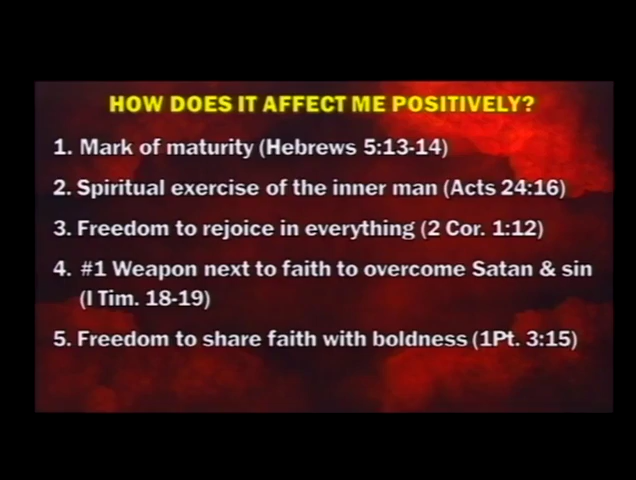 HOW DOES IT AFFECT ME POSITIVELY?
1. Mark of maturity (Hebrews 5:13-14)
2. Spiritual exercise of the inner man (Acts 24:16)
3. Freedom to rejoice in everything (2 Cor. 1:12)
4. #1 Weapon next to faith to overcome Satan & sin
(I Tim. 18-19)
5. Freedom to share faith with boldness (1Pt. 3:15)